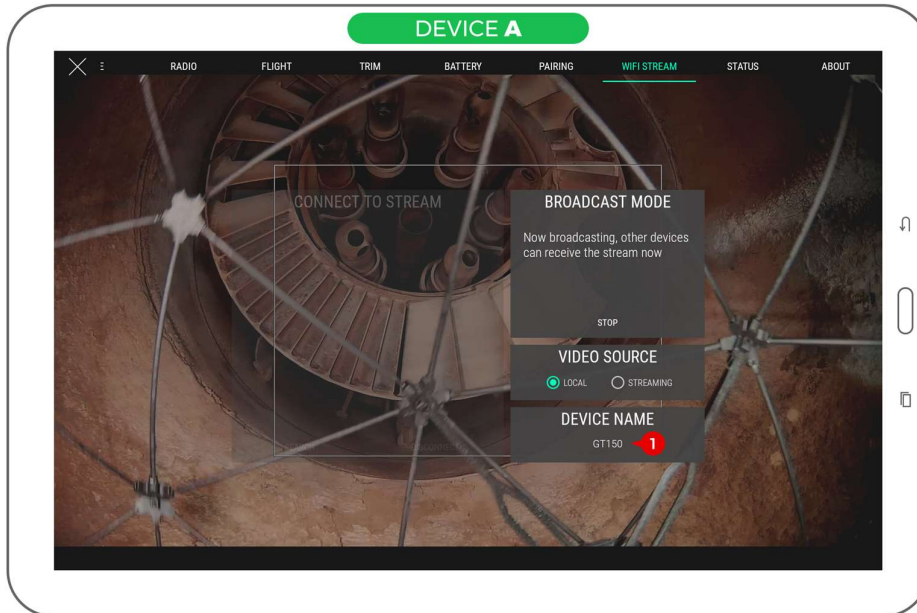 DEVICE A
RADIO FLIGHT TRIM BATTERY PAIRING WIFI STREAM STATUS ABOUT
CONNECT TO STREAM
BROADCAST MODE
Now broadcasting, other devices
can receive the stream now
STOP
VIDEO SOURCE
LOCAL STREAMING
DEVICE NAME
GT150 1